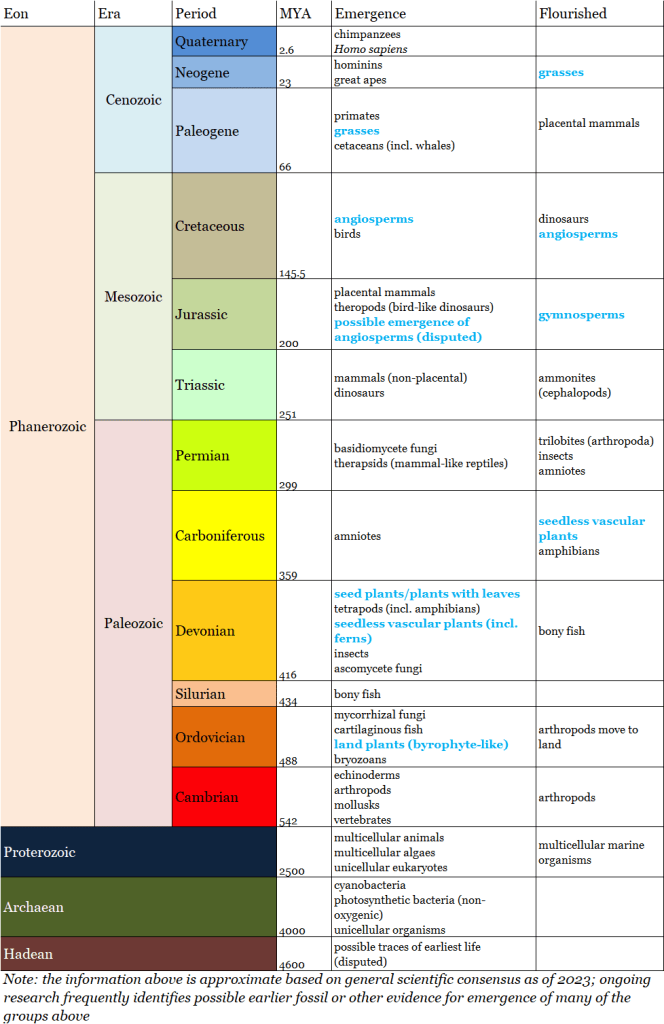 Eon Era Period MYA Emergence Flourished
Phanerozoic
Cenozoic
Quaternary
2.6
chimpanzees
Homo sapiens
Neogene
23
hominins
great apes
grasses
Paleogene
66
primates
grasses
cetaceans (incl. whales)
placental mammals
Mesozoic
Cretaceous
145.5
angiosperms
birds
dinosaurs
angiosperms
Jurassic
200
placental mammals
theropods (bird-like dinosaurs)
possible emergence of
angiosperms (disputed)
gymnosperms
Triassic
251
mammals (non-placental)
dinosaurs
ammonites
(cephalopods)
Paleozoic
Permian
299
basidiomycete fungi
therapsids (mammal-like reptiles)
trilobites (arthropoda)
insects
amniotes
Carboniferous
359
amniotes
seedless vascular
plants
amphibians
Devonian
416
seed plants/plants with leaves
tetrapods (incl. amphibians)
seedless vascular plants (incl.
ferns)
insects
ascomycete fungi
bony fish
Silurian
434
bony fish
Ordovician
488
mycorrhizal fungi
cartilaginous fish
land plants (byrophyte-like)
bryozoans
arthropods move to
land
Cambrian
542
echinoderms
arthropods
mollusks
vertebrates
arthropods
Proterozoic
2500
multicellular animals
multicellular algaes
unicellular eukaryotes
multicellular marine
organisms
Archaean
4000
cyanobacteria
photosynthetic bacteria (non-
oxygenic)
unicellular organisms
Hadean
4600
possible traces of earliest life
(disputed)
Note: the information above is approximate based on general scientific consensus as of 2023; ongoing
research frequently identifies possible earlier fossil or other evidence for emergence of many of the
groups above